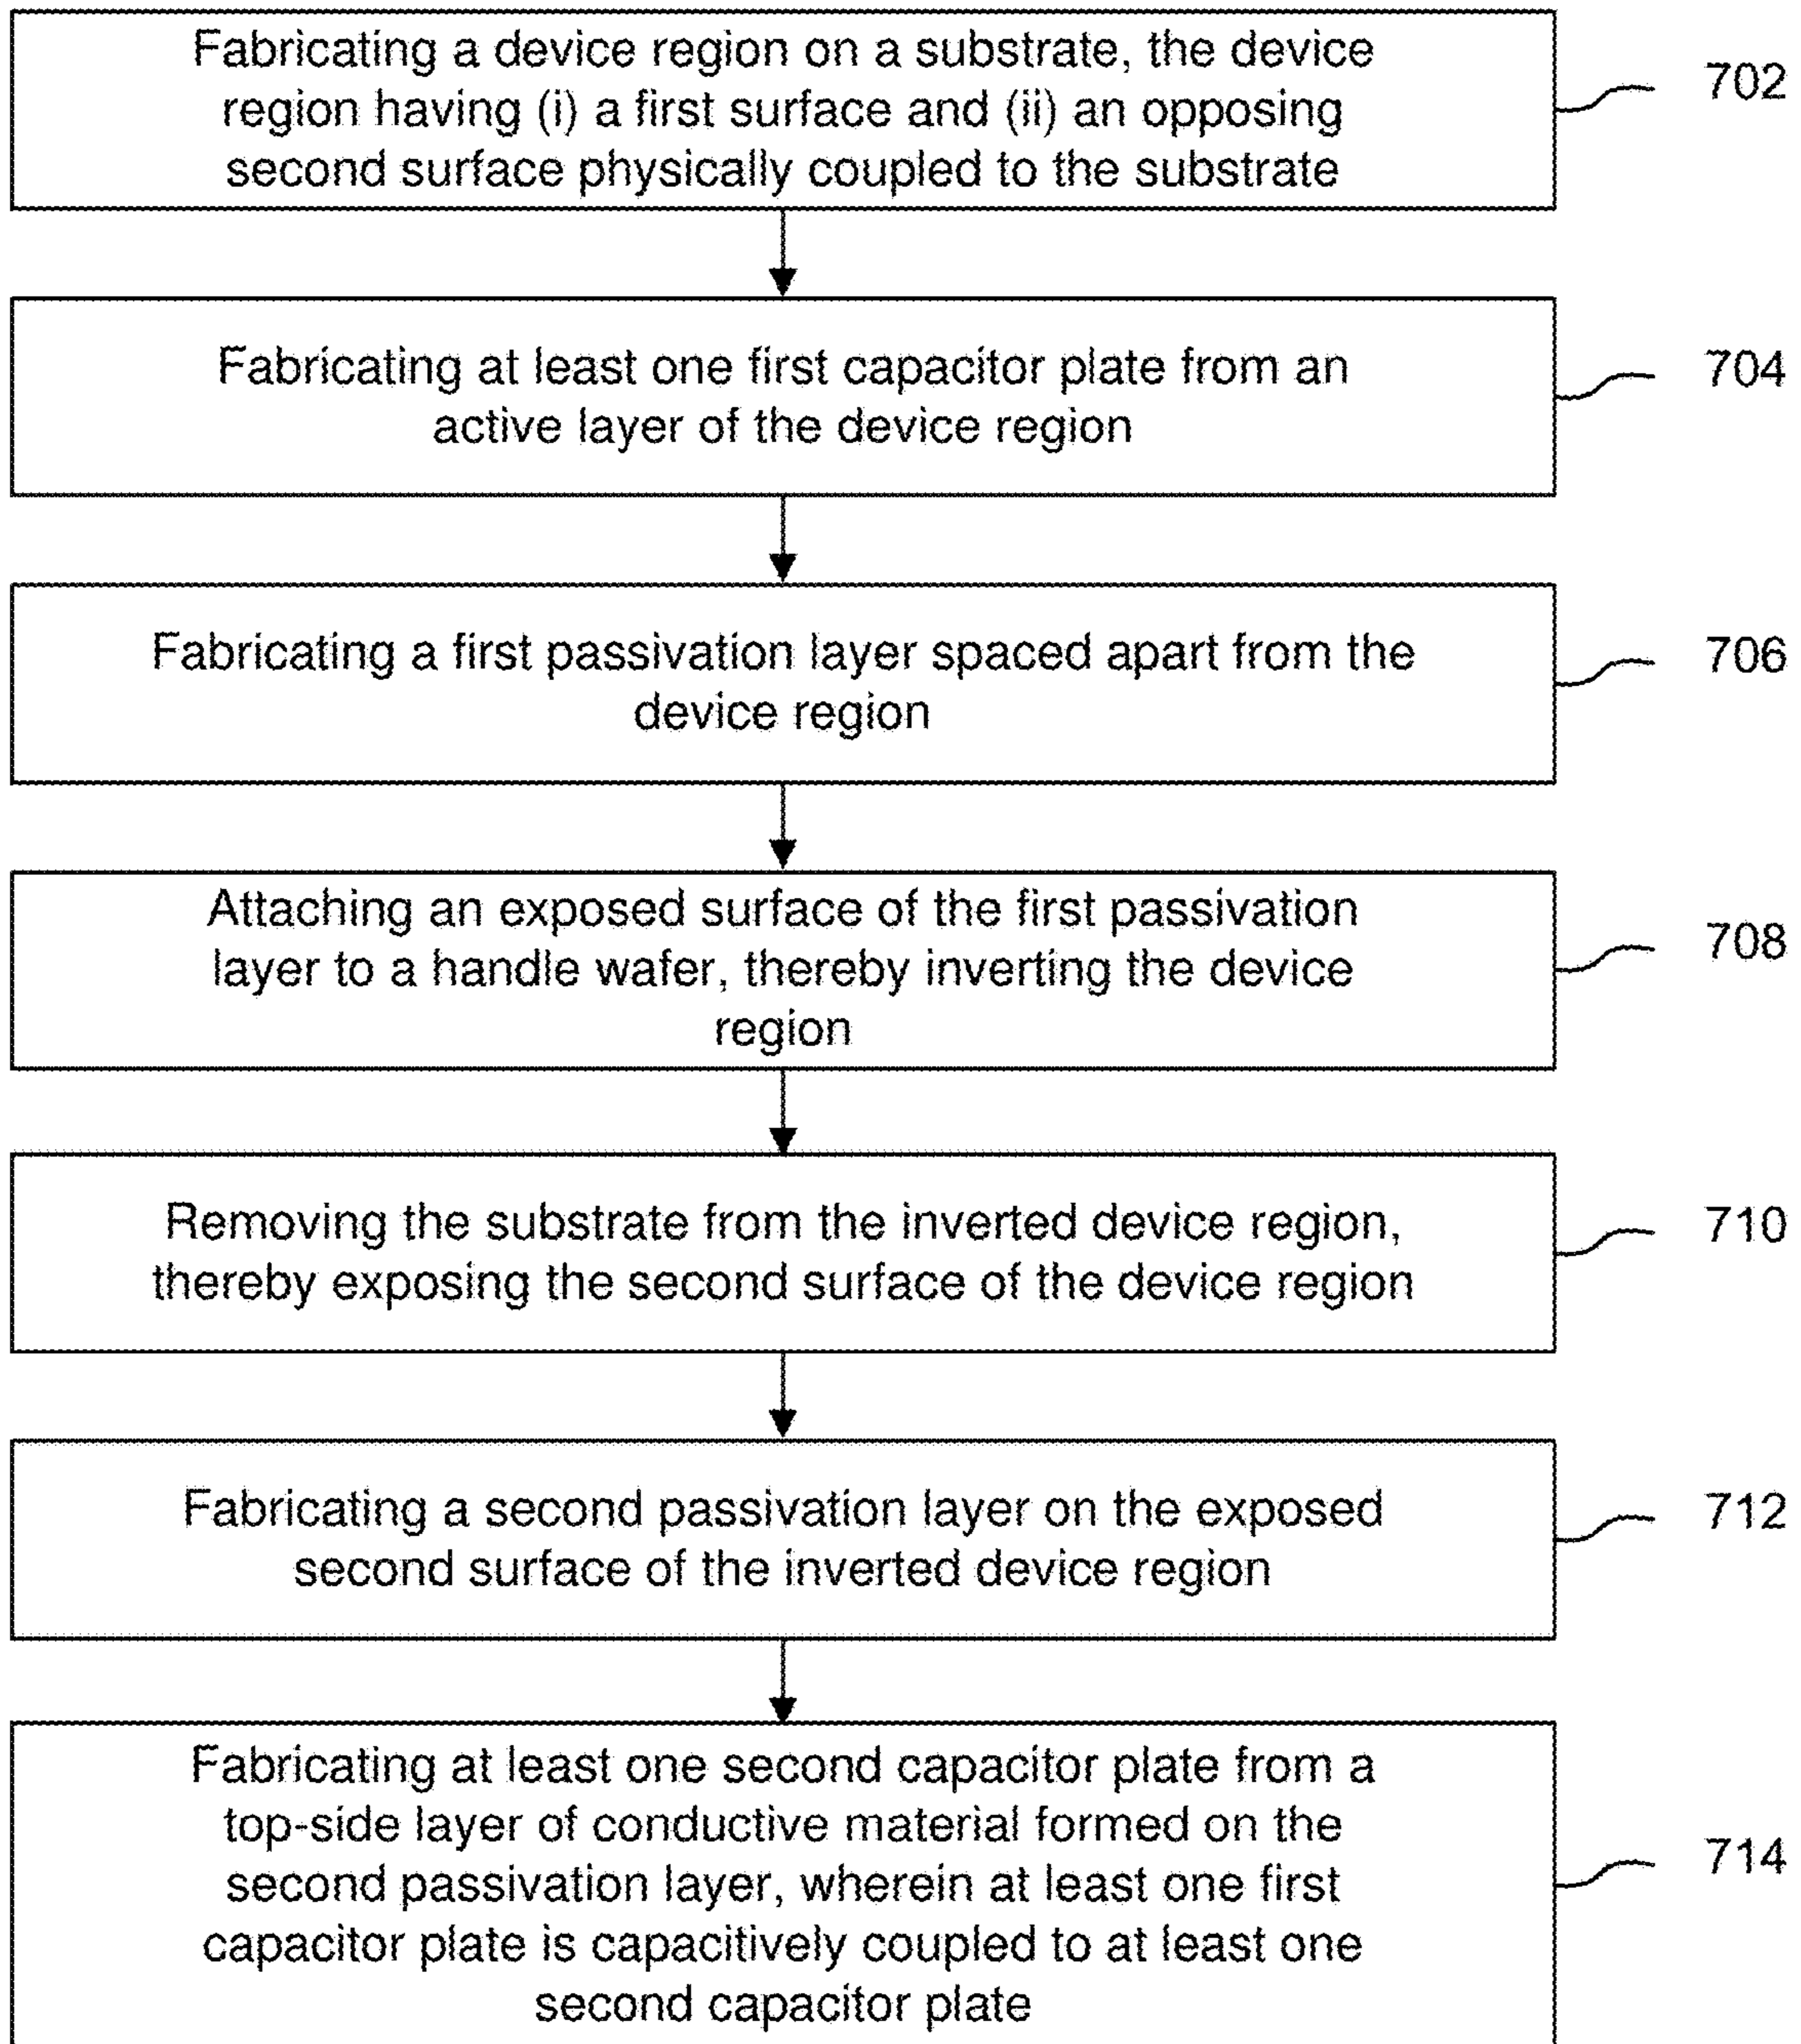 Fabricating a device region on a substrate, the device
region having (i) a first surface and (ii) an opposing
second surface physically coupled to the substrate
702
Fabricating at least one first capacitor plate from an
active layer of the device region
704
Fabricating a first passivation layer spaced apart from the
device region
706
Attaching an exposed surface of the first passivation
layer to a handle wafer, thereby inverting the device
region
708
Removing the substrate from the inverted device region,
thereby exposing the second surface of the device region
710
Fabricating a second passivation layer on the exposed
second surface of the inverted device region
712
Fabricating at least one second capacitor plate from a
top-side layer of conductive material formed on the
second passivation layer, wherein at least one first
capacitor plate is capacitively coupled to at least one
second capacitor plate
714